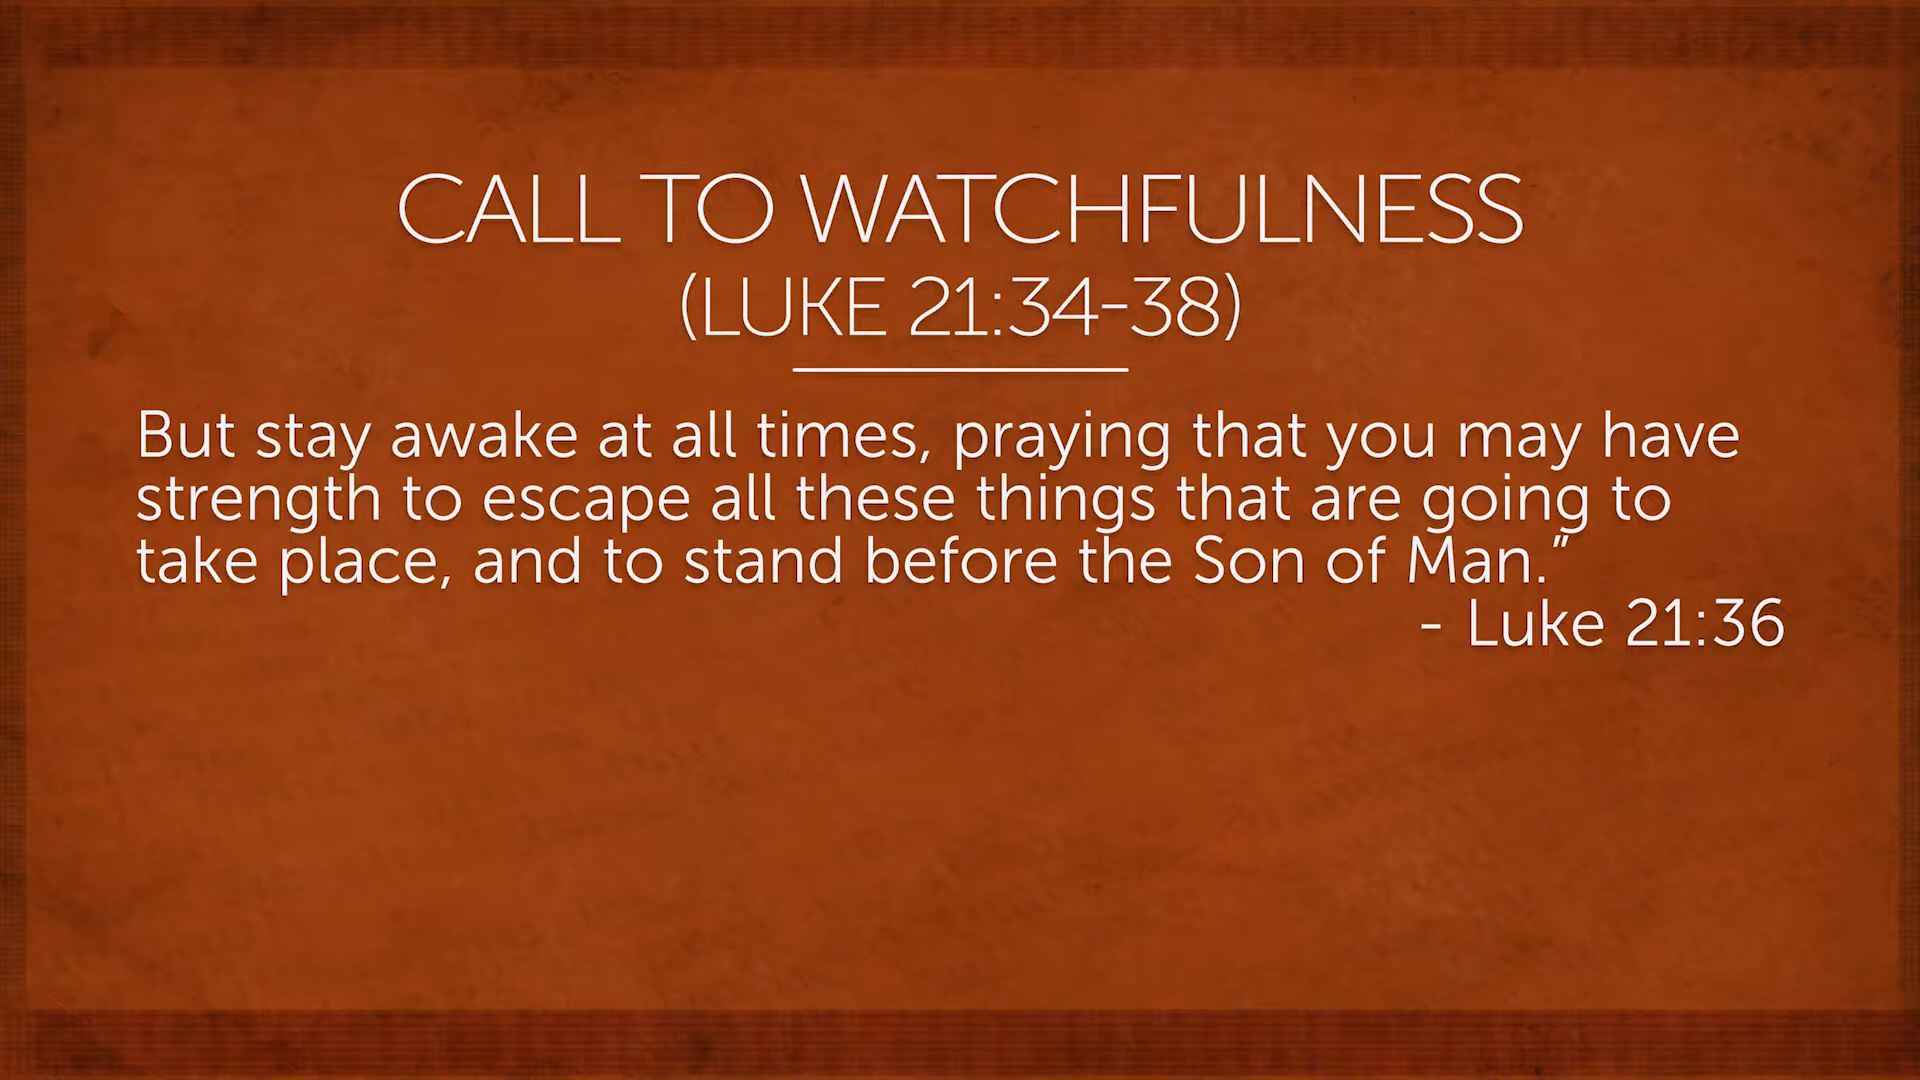 CALL TO WATCHFULNESS
(LUKE 21:34-38)
But stay awake at all times, praying that you may have
strength to escape all these things that are going to
take place, and to stand before the Son of Man.”
- Luke 21:36